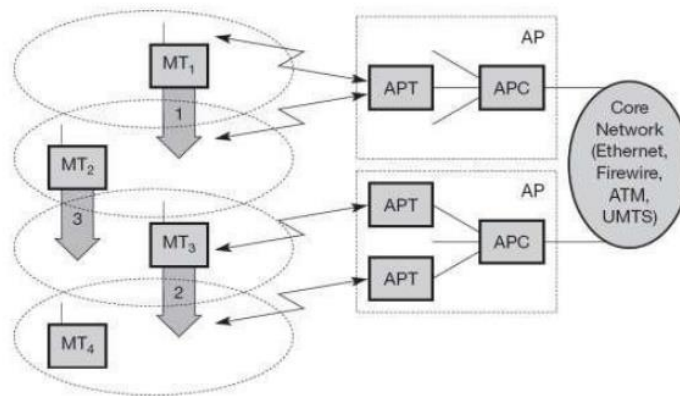 MT1
AP
APT
APC
1
Core
Network
(Ethernet,
Firewire,
ATM,
UMTS)
MT2
3
AP
APT
MT3
APC
2
APT
MT4